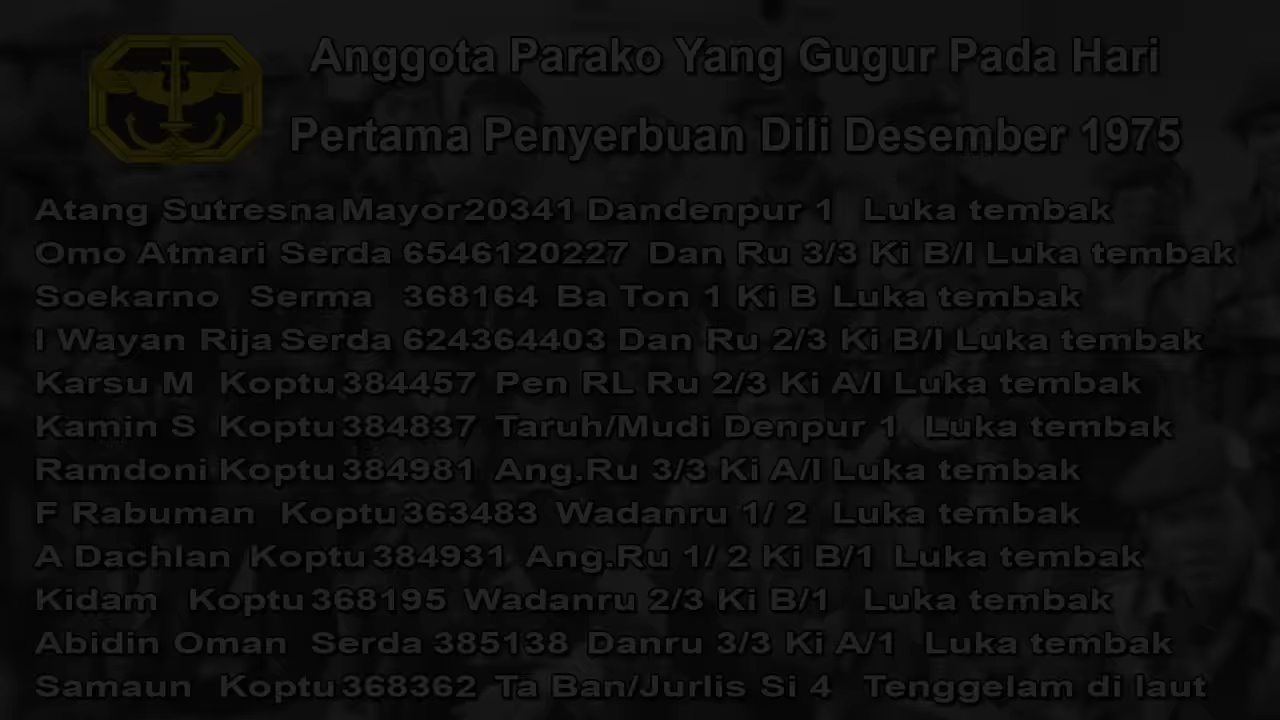 Anggota Parako Yang Gugur Pada Hari
Pertama Penyerbuan Dili Desember 1975
Atang Sutresna Mayor 20341 Dandenpur 1 Luka tembak
Omo Atmari Serda 6546120227 Dan Ru 3/3 Ki B/I Luka tembak
Soekarno Serma 368164 Ba Ton 1 Ki B Luka tembak
I Wayan Rija Serda 624364403 Dan Ru 2/3 Ki B/I Luka tembak
Karsu M Koptu 384457 Pen RL Ru 2/3 Ki A/I Luka tembak
Kamin S Koptu 384837 Taruh/Mudi Denpur 1 Luka tembak
Ramdoni Koptu 384981 Ang.Ru 3/3 Ki A/I Luka tembak
F Rabuman Koptu 363483 Wadanru 1/ 2 Luka tembak
A Dachlan Koptu 384931 Ang.Ru 1/ 2 Ki B/1 Luka tembak
Kidam Koptu 368195 Wadanru 2/3 Ki B/1 Luka tembak
Abidin Oman Serda 385138 Danru 3/3 Ki A/1 Luka tembak
Samaun Koptu 368362 Ta Ban/Jurlis Si 4 Tenggelam di laut